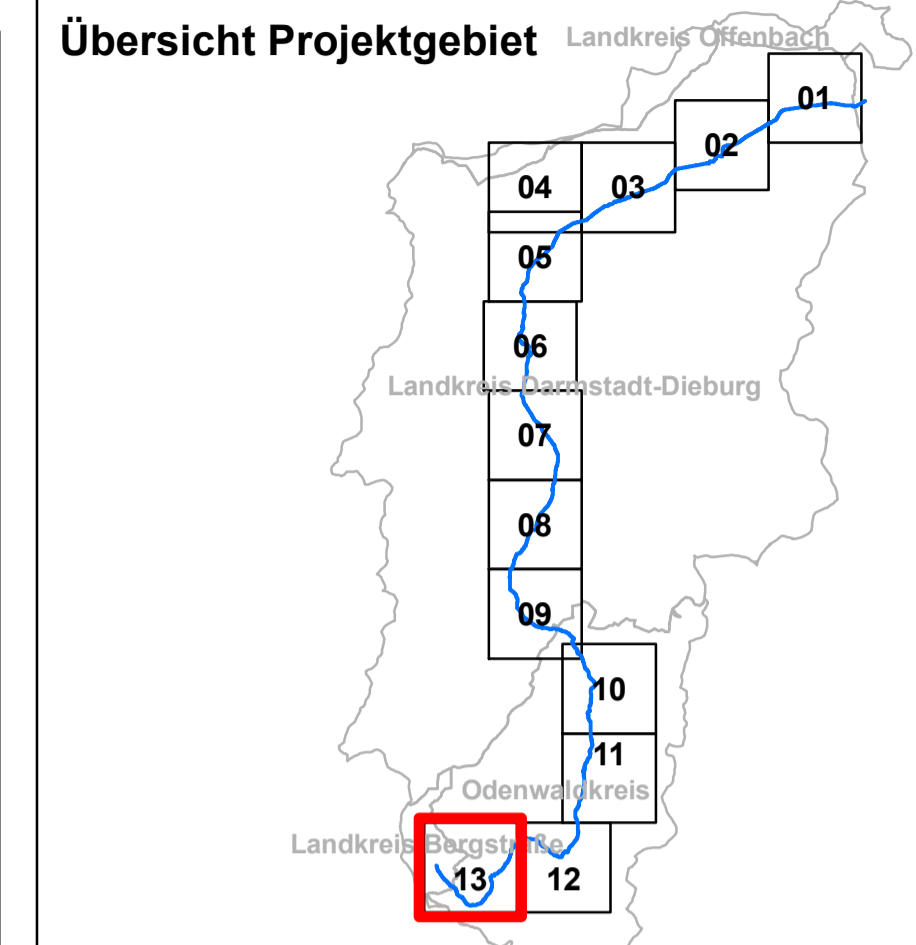 Übersicht Projektgebiet
Landkreis Offenbach
01
02
03
04
05
06
Landkreis Darmstadt-Dieburg
07
08
09
10
11
Odenwaldkreis
Landkreis Bergstraße
13
12